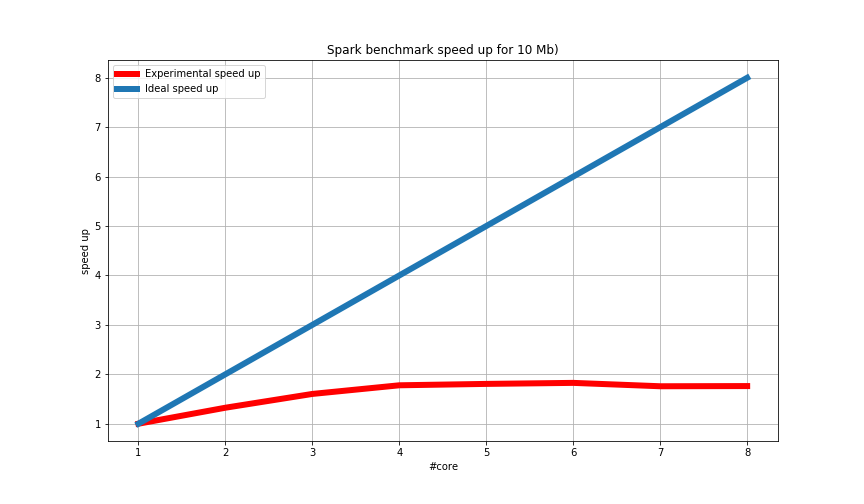 Spark benchmark speed up for 10 Mb)
Experimental speed up
Ideal speed up
8
7
6
5
4
3
2
1
speed up
1 2 3 4 5 6 7 8
#core